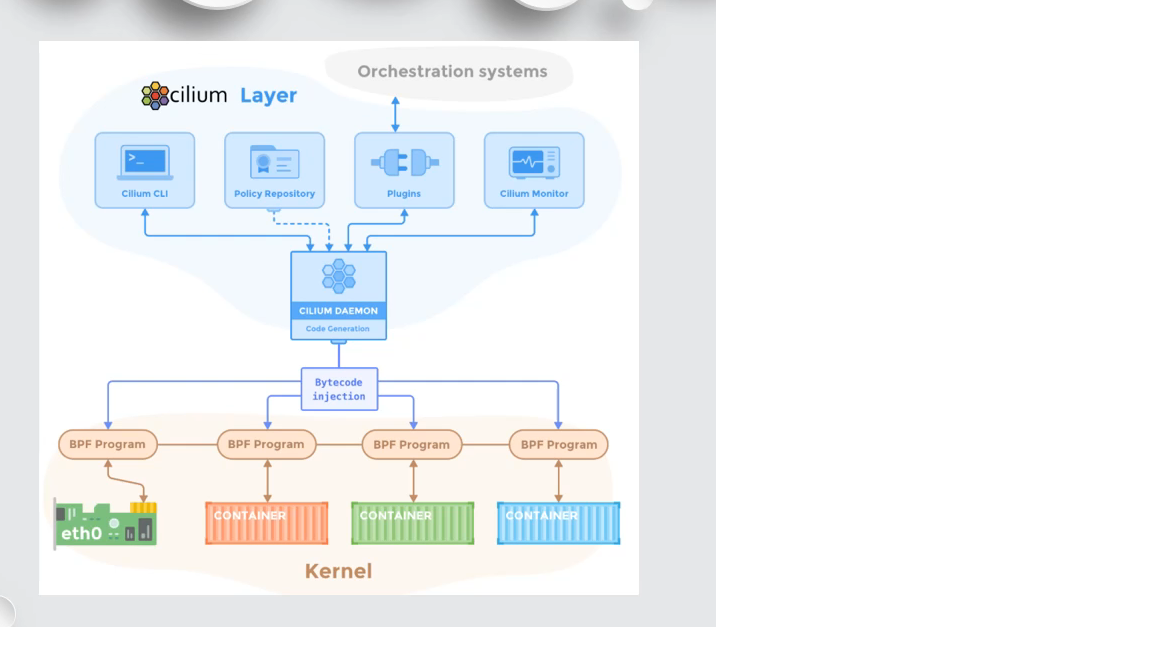 Orchestration systems
cilium Layer
>_
Cilium CLI
Policy Repository
Plugins
Cilium Monitor
CILIUM DAEMON
Code Generation
Bytecode
injection
BPF Program
BPF Program
BPF Program
BPF Program
eth0
CONTAINER
CONTAINER
CONTAINER
Kernel